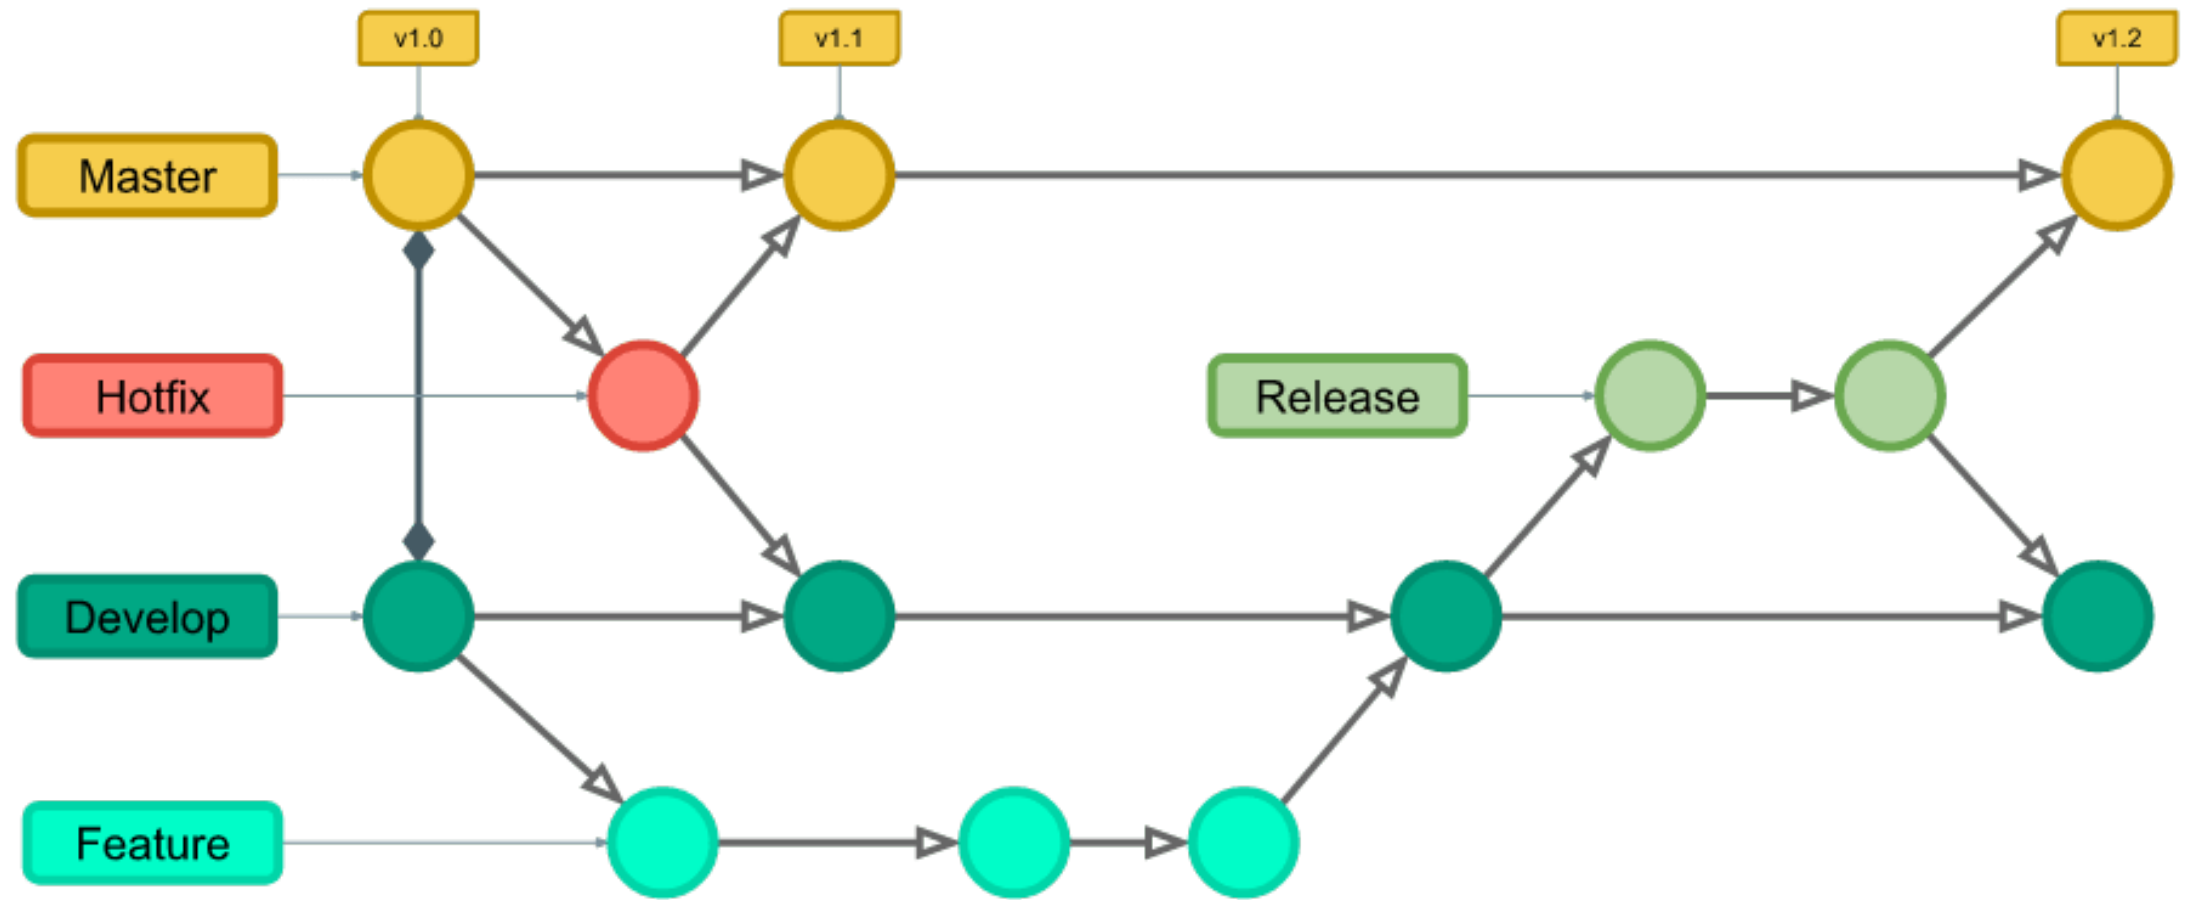 v1.0
v1.1
v1.2
Master
Hotfix
Release
Develop
Feature